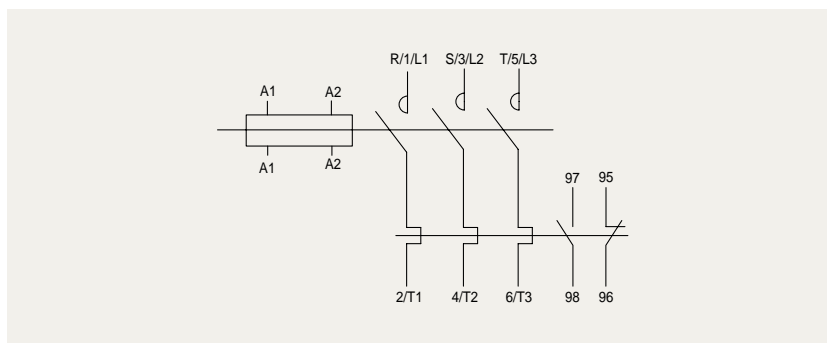 R/1/L1 S/3/L2 T/5/L3
A1 A2
A1 A2
97 95
2/T1 4/T2 6/T3 98 96